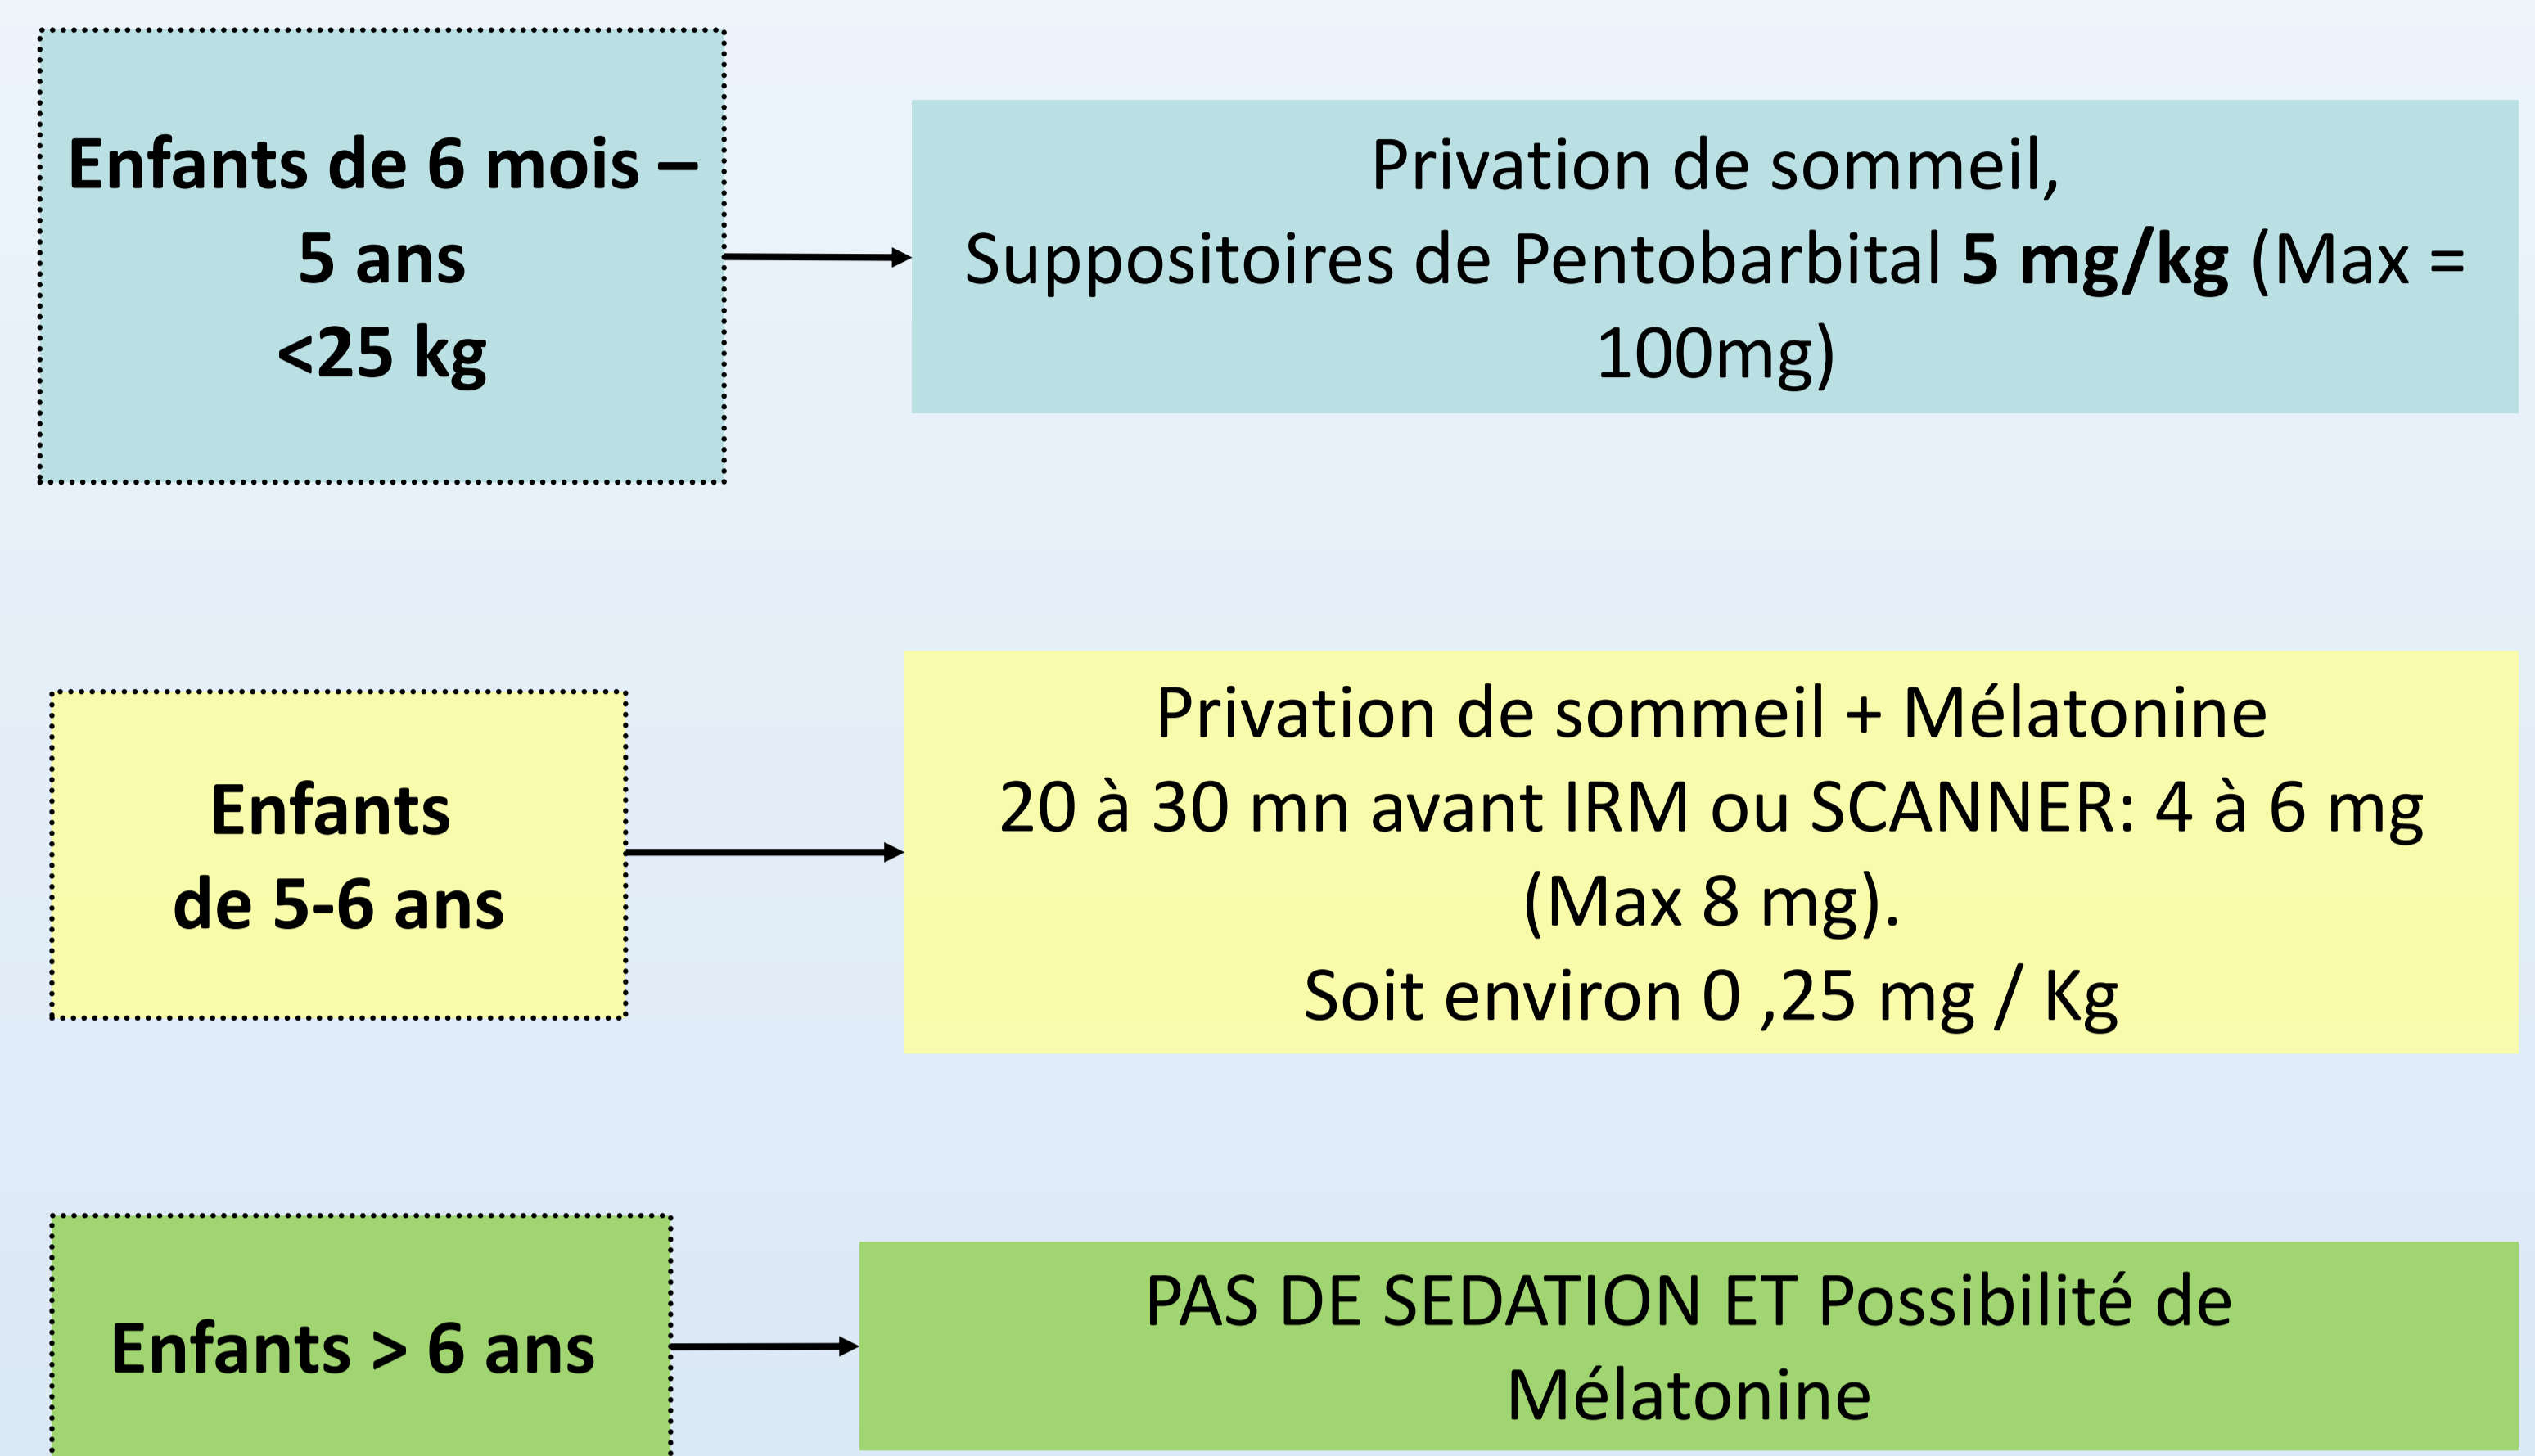 Enfants de 6 mois –
5 ans
<25 kg
Privation de sommeil,
Suppositoires de Pentobarbital 5 mg/kg (Max =
100mg)
Enfants
de 5-6 ans
Privation de sommeil + Mélatonine
20 à 30 mn avant IRM ou SCANNER: 4 à 6 mg
(Max 8 mg).
Soit environ 0 ,25 mg / Kg
Enfants > 6 ans
PAS DE SEDATION ET Possibilité de
Mélatonine